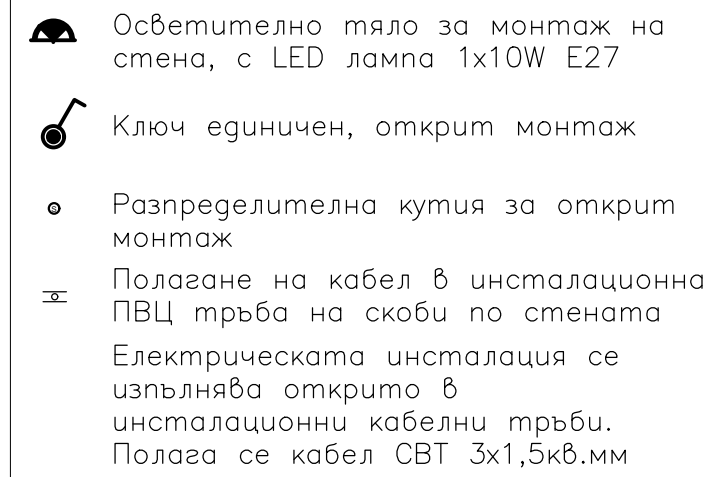 Осветително тяло за монтаж на
стена, с LED лампа 1x10W E27
Ключ единичен, открит монтаж
S
Разпределителна кутия за открит
монтаж
Полагане на кабел в инсталационна
ПВЦ тръба на скоби по стената
Електрическата инсталация се
изпълнява открито в
инсталационни кабелни тръби.
Полага се кабел СВТ 3x1,5кв.мм